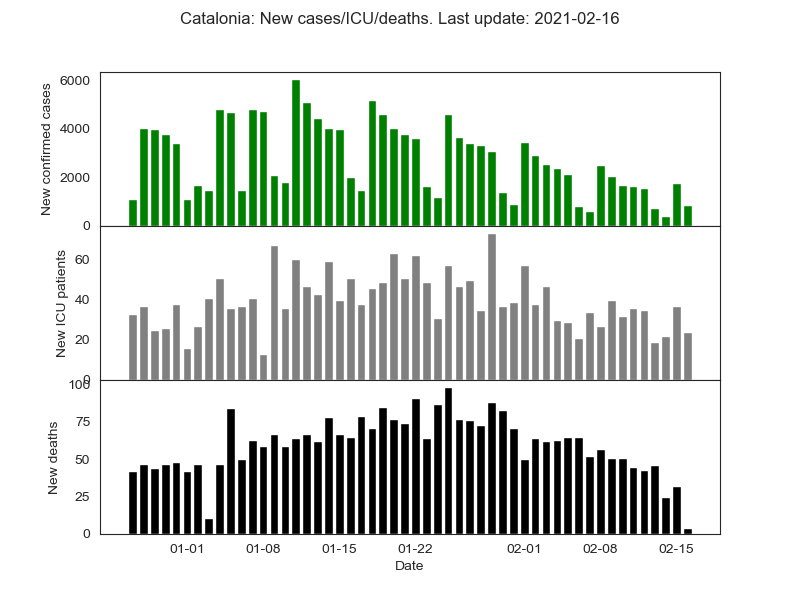 Catalonia: New cases/ICU/deaths. Last update: 2021-02-16
New confirmed cases
6000
4000
2000
0
New ICU patients
60
40
20
0
New deaths
100
75
50
25
0
01-01 01-08 01-15 01-22 02-01 02-08 02-15
Date